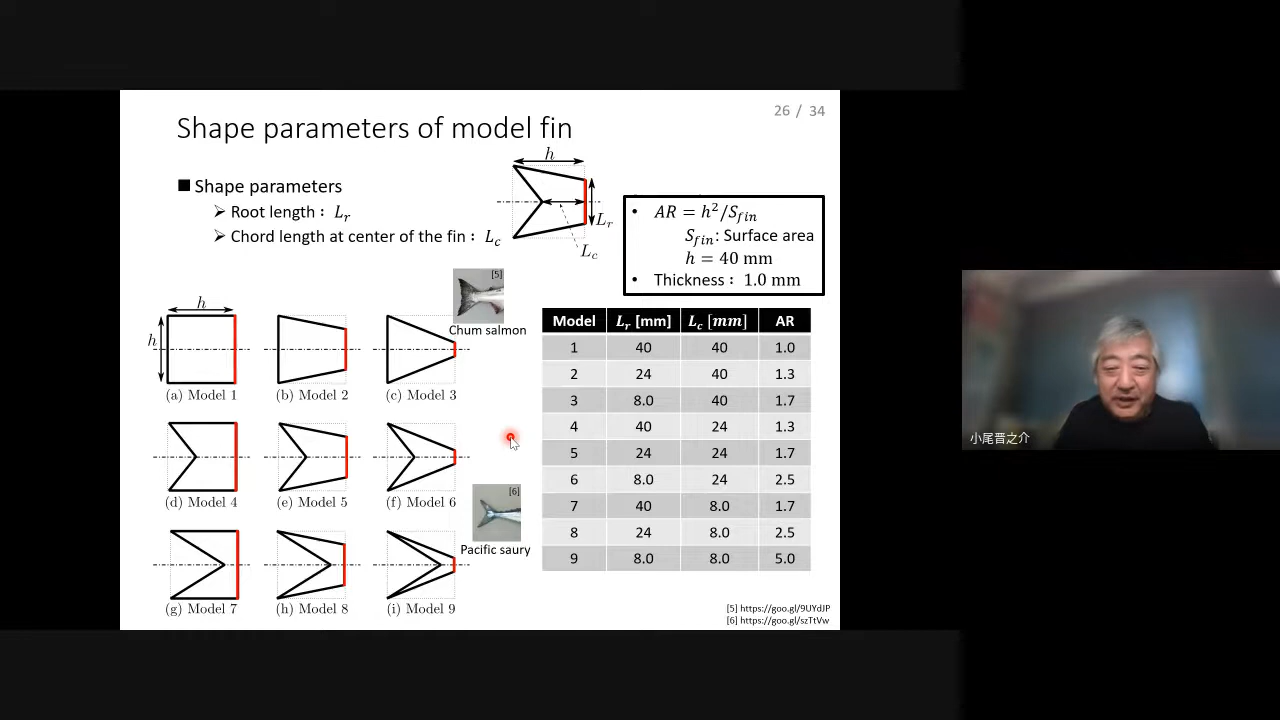 26 / 34
Shape parameters of model fin
■ Shape parameters
➢ Root length : L_r
➢ Chord length at center of the fin : L_c
h
L_r
L_c
• AR = h²/S_fin
S_fin: Surface area
h = 40 mm
• Thickness : 1.0 mm
[5]
Chum salmon
h
h
(a) Model 1 (b) Model 2 (c) Model 3
(d) Model 4 (e) Model 5 (f) Model 6
[6]
Pacific saury
(g) Model 7 (h) Model 8 (i) Model 9
Model L_r [mm] L_c [mm] AR
1 40 40 1.0
2 24 40 1.3
3 8.0 40 1.7
4 40 24 1.3
5 24 24 1.7
6 8.0 24 2.5
7 40 8.0 1.7
8 24 8.0 2.5
9 8.0 8.0 5.0
[5] https://goo.gl/9UYdJP
[6] https://goo.gl/szTtVw
小尾晋之介